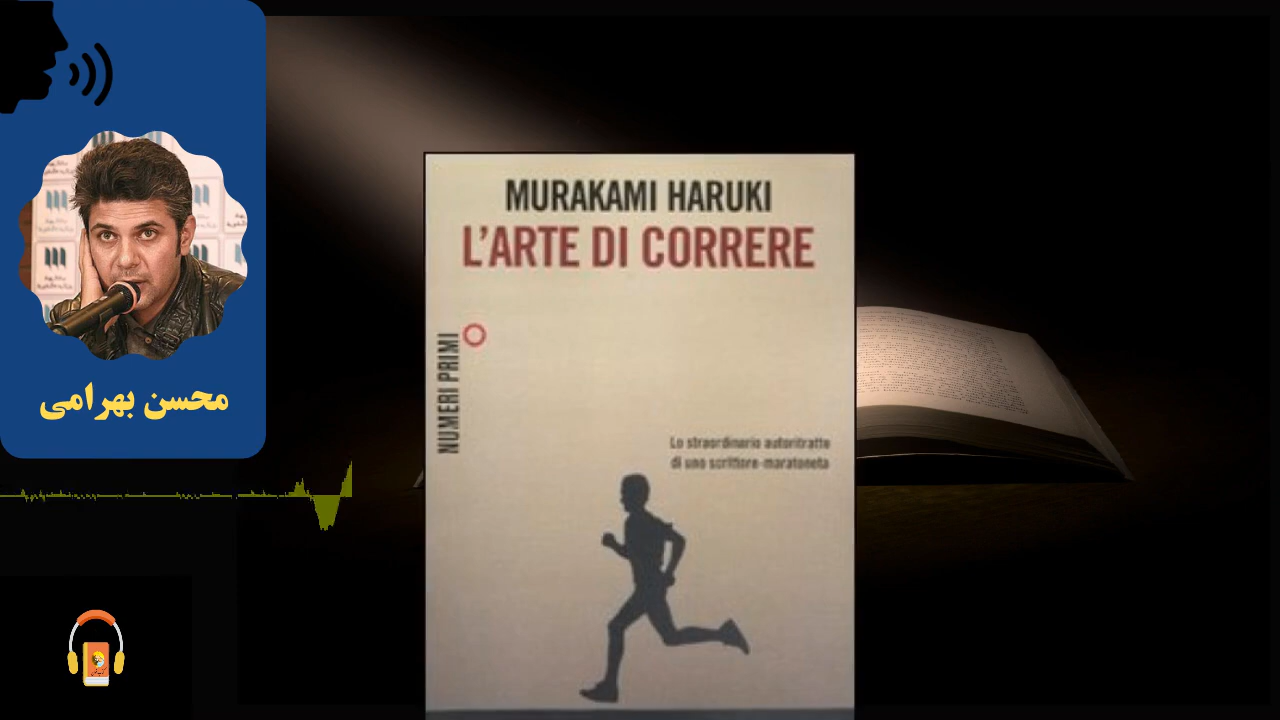 محسن بهرامی
MURAKAMI HARUKI
L'ARTE DI CORRERE
NUMERI PRIMI
Lo straordinario autoritratto
di uno scrittore-maratoneta